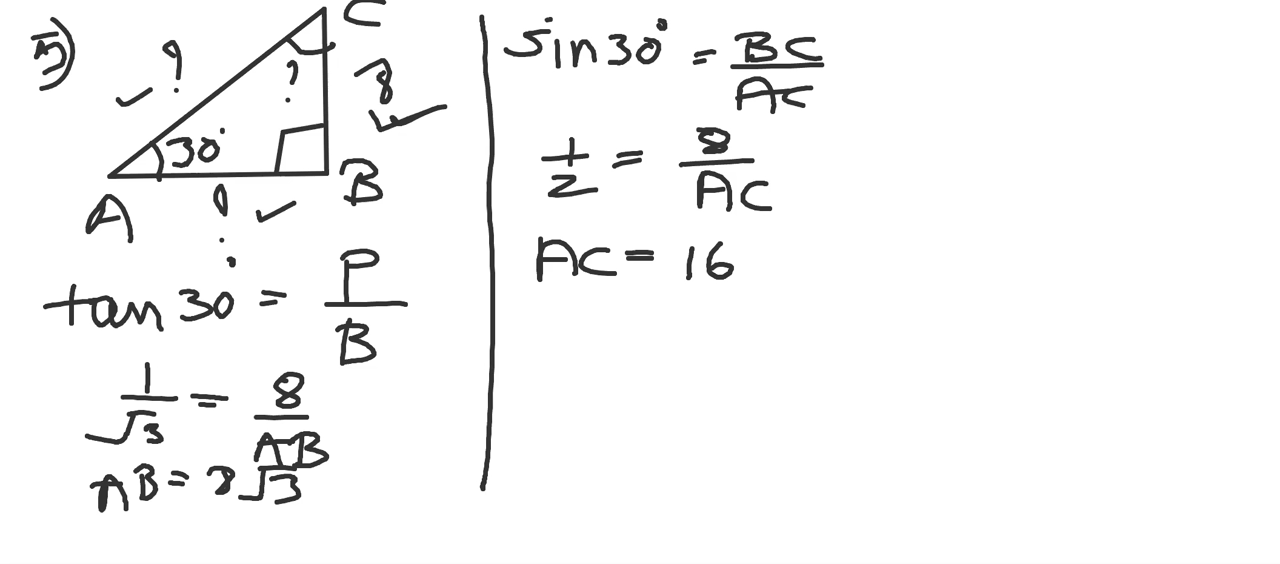 5)
C
?
?
8
30°
A
B
?
tan 30 = P/B
1/√3 = 8/AB
AB = 8√3
sin 30° = BC/AC
1/2 = 8/AC
AC = 16